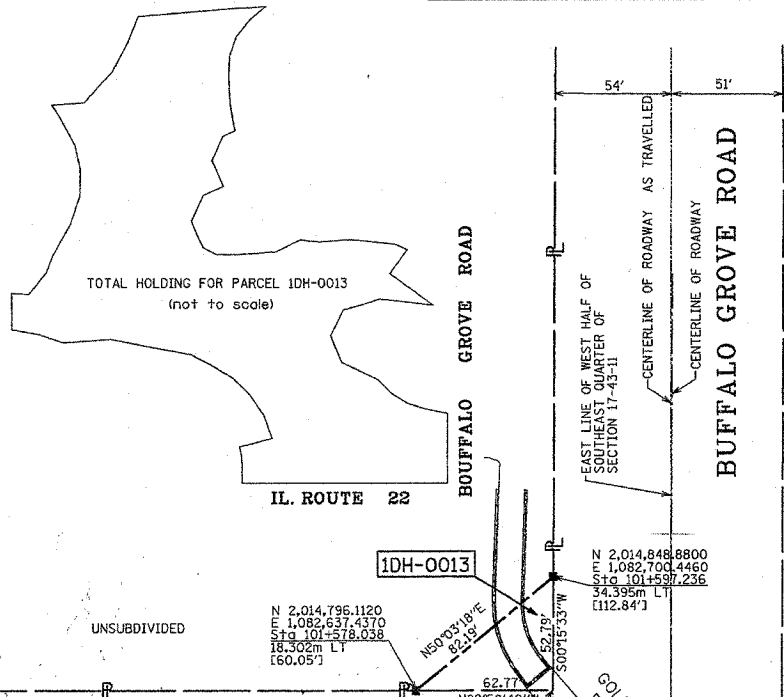 54'
51'
TOTAL HOLDING FOR PARCEL 1DH-0013
(not to scale)
BOUFFALO GROVE ROAD
IL. ROUTE 22
EAST LINE OF WEST HALF OF
SOUTHEAST QUARTER OF
SECTION 17-43-11
CENTERLINE OF ROADWAY AS TRAVELLED
CENTERLINE OF ROADWAY
BUFFALO GROVE ROAD
PL
PL
1DH-0013
N 2,014,848.8800
E 1,082,700.4460
Sta 101+597.236
34.395m LT
[112.84']
N 2,014,796.1120
E 1,082,637.4370
Sta 101+578.038
18.302m LT
[60.05']
UNSUBDIVIDED
N50°03'18"E
82.19'
52.79'
S00°15'33"W
62.77'
PL
PL